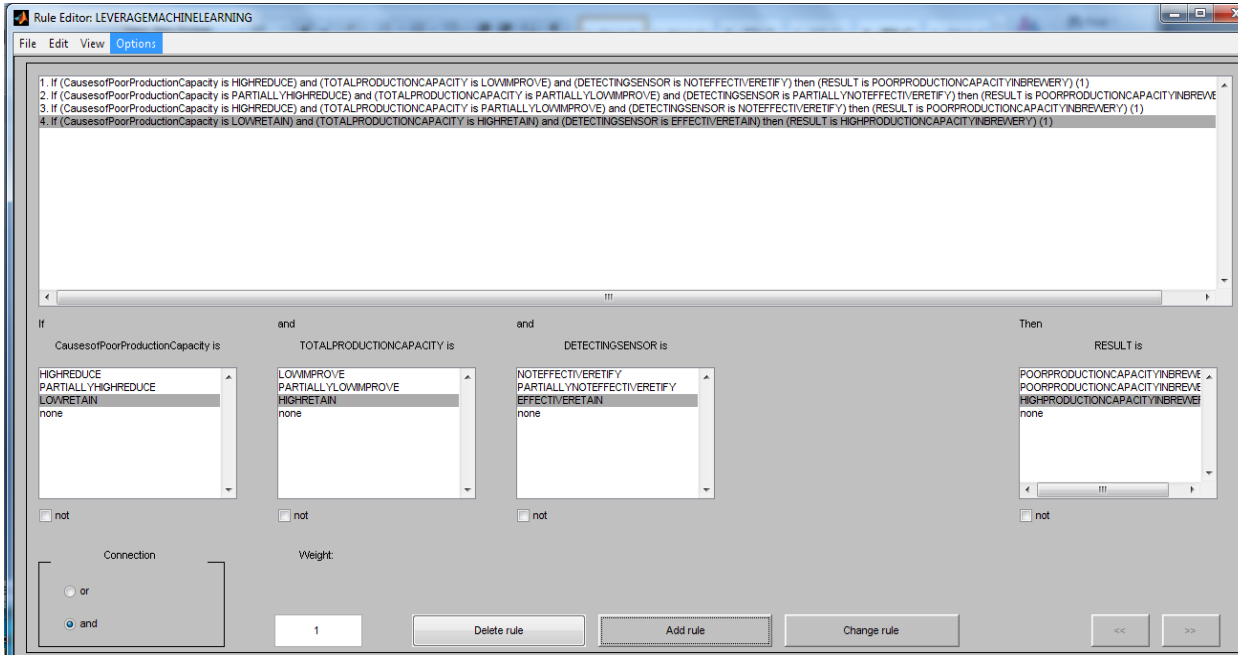 Rule Editor: LEVERAGEMACHINELEARNING
File Edit View Options
1. If (CausesofPoorProductionCapacity is HIGHREDUCE) and (TOTALPRODUCTIONCAPACITY is LOWIMPROVE) and (DETECTINGSENSOR is NOTEFFECTIVERETIFY) then (RESULT is POORPRODUCTIONCAPACITYINBREWERY) (1)
2. If (CausesofPoorProductionCapacity is PARTIALLYHIGHREDUCE) and (TOTALPRODUCTIONCAPACITY is PARTIALLYLOWIMPROVE) and (DETECTINGSENSOR is PARTIALLYNOTEFFECTIVERETIFY) then (RESULT is POORPRODUCTIONCAPACITYINBREWE
3. If (CausesofPoorProductionCapacity is HIGHREDUCE) and (TOTALPRODUCTIONCAPACITY is PARTIALLYLOWIMPROVE) and (DETECTINGSENSOR is NOTEFFECTIVERETIFY) then (RESULT is POORPRODUCTIONCAPACITYINBREWERY) (1)
4. If (CausesofPoorProductionCapacity is LOWRETAIN) and (TOTALPRODUCTIONCAPACITY is HIGHRETAIN) and (DETECTINGSENSOR is EFFECTIVERETAIN) then (RESULT is HIGHPRODUCTIONCAPACITYINBREWERY) (1)
If and and Then
CausesofPoorProductionCapacity is TOTALPRODUCTIONCAPACITY is DETECTINGSENSOR is RESULT is
HIGHREDUCE LOWIMPROVE NOTEFFECTIVERETIFY POORPRODUCTIONCAPACITYINBREWE
PARTIALLYHIGHREDUCE PARTIALLYLOWIMPROVE PARTIALLYNOTEFFECTIVERETIFY POORPRODUCTIONCAPACITYINBREWE
LOWRETAIN HIGHRETAIN EFFECTIVERETAIN HIGHPRODUCTIONCAPACITYINBREWER
none none none none
not not not not
Connection Weight:
or
and 1 Delete rule Add rule Change rule << >>